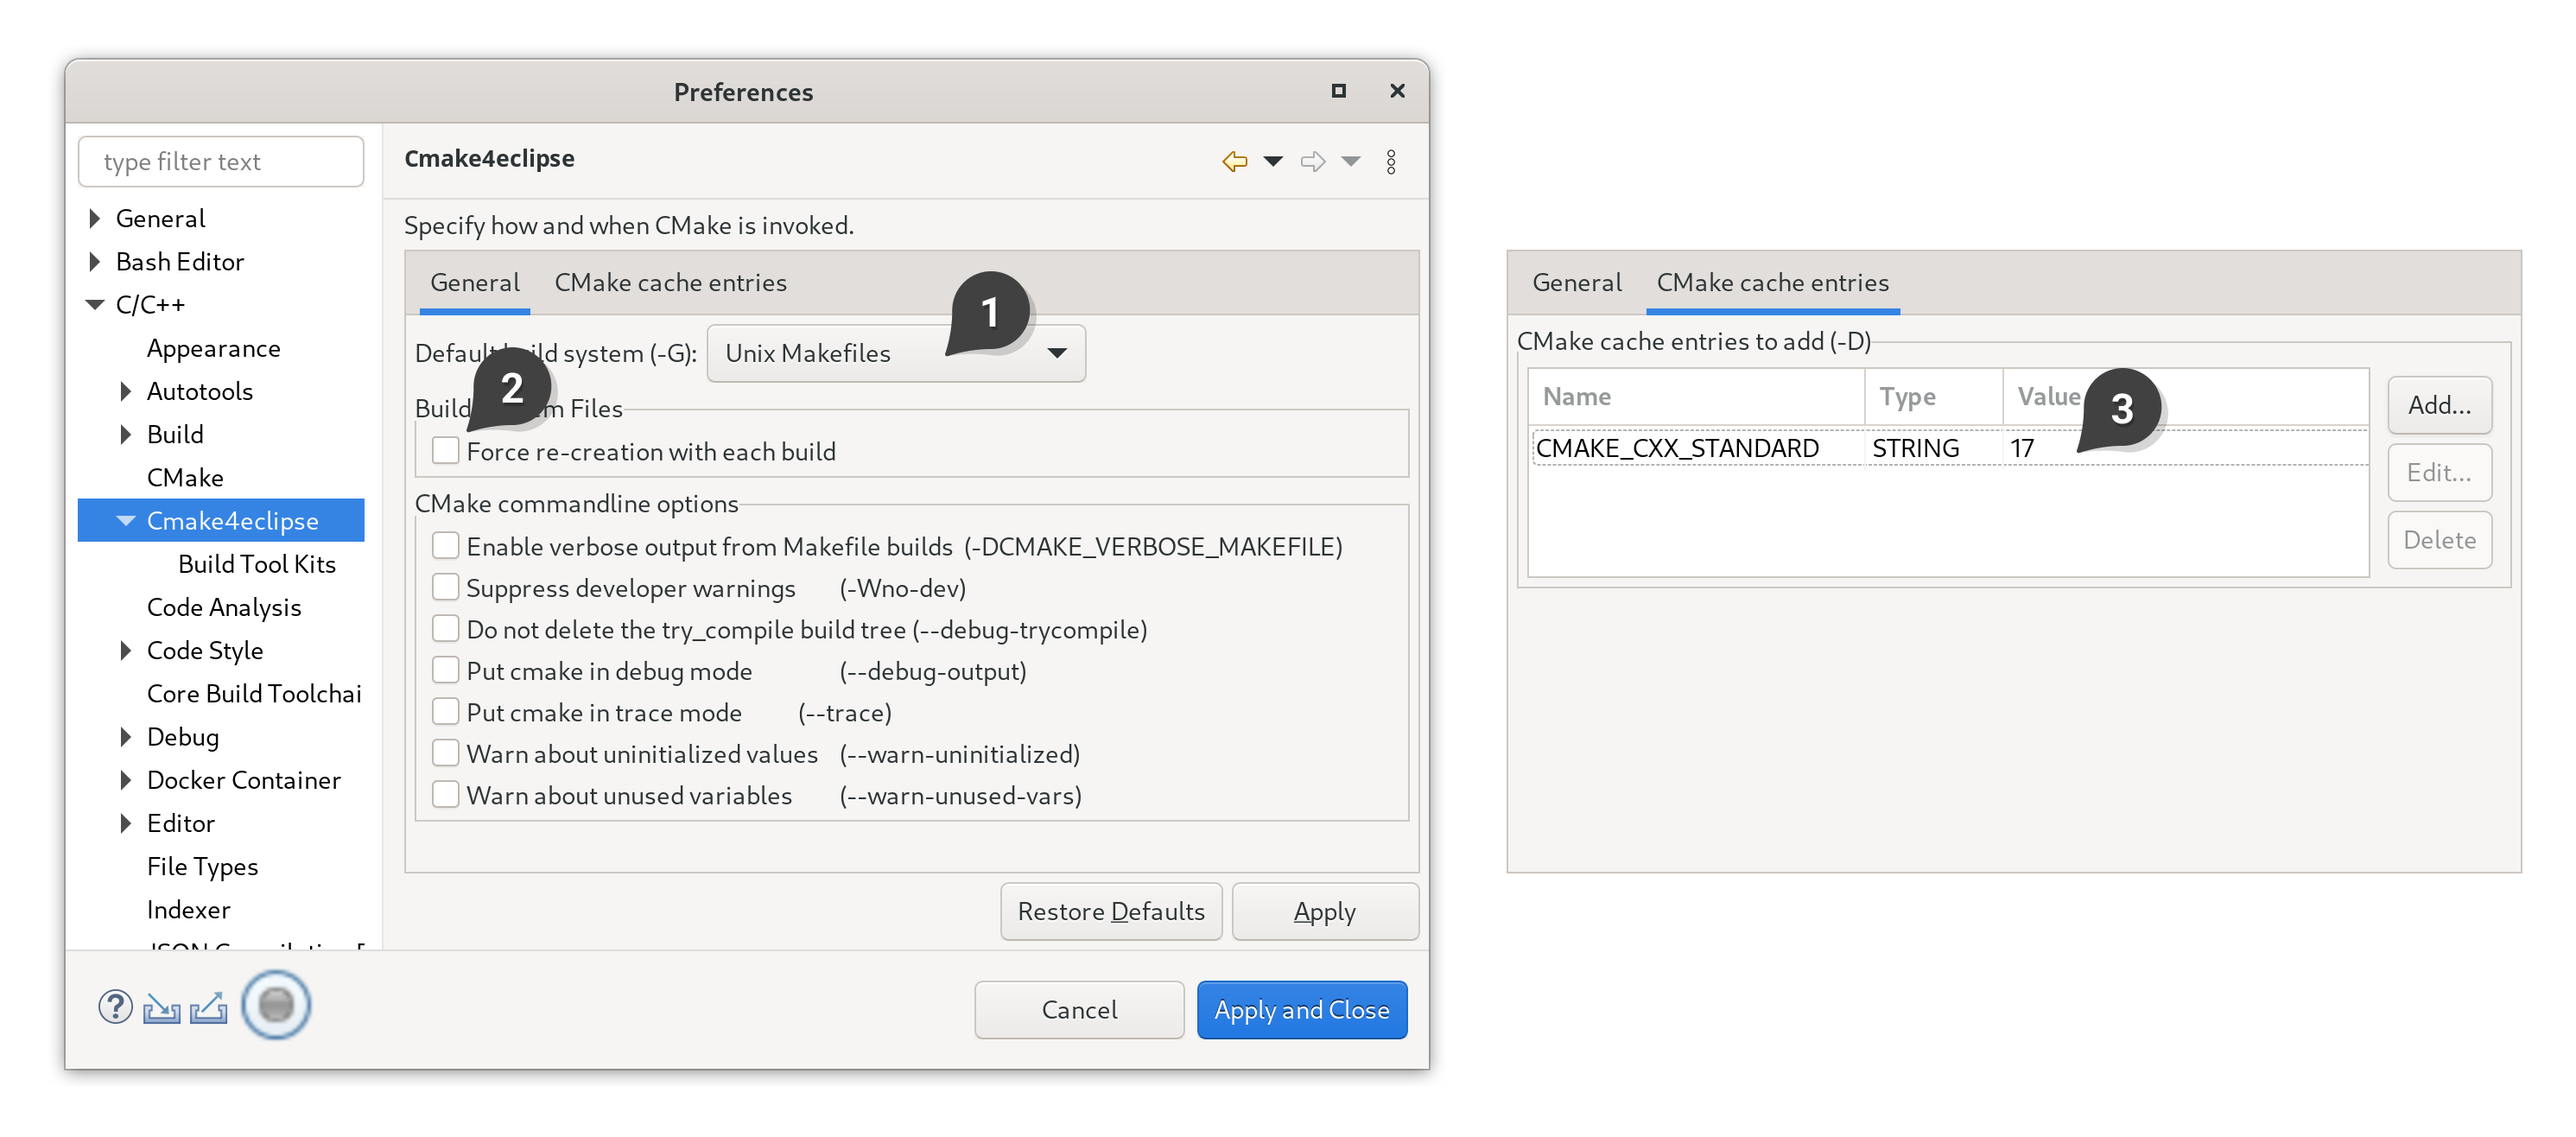 Preferences
type filter text
General
Bash Editor
C/C++
Appearance
Autotools
Build
CMake
Cmake4eclipse
Build Tool Kits
Code Analysis
Code Style
Core Build Toolchai
Debug
Docker Container
Editor
File Types
Indexer
Cmake4eclipse
Specify how and when CMake is invoked.
General CMake cache entries
1
Default build system (-G): Unix Makefiles
2
Build System Files
Force re-creation with each build
CMake commandline options
Enable verbose output from Makefile builds (-DCMAKE_VERBOSE_MAKEFILE)
Suppress developer warnings (-Wno-dev)
Do not delete the try_compile build tree (--debug-trycompile)
Put cmake in debug mode (--debug-output)
Put cmake in trace mode (--trace)
Warn about uninitialized values (--warn-uninitialized)
Warn about unused variables (--warn-unused-vars)
Restore Defaults Apply
? Cancel Apply and Close
General CMake cache entries
CMake cache entries to add (-D)
Name Type Value
3
CMAKE_CXX_STANDARD STRING 17
Add...
Edit...
Delete